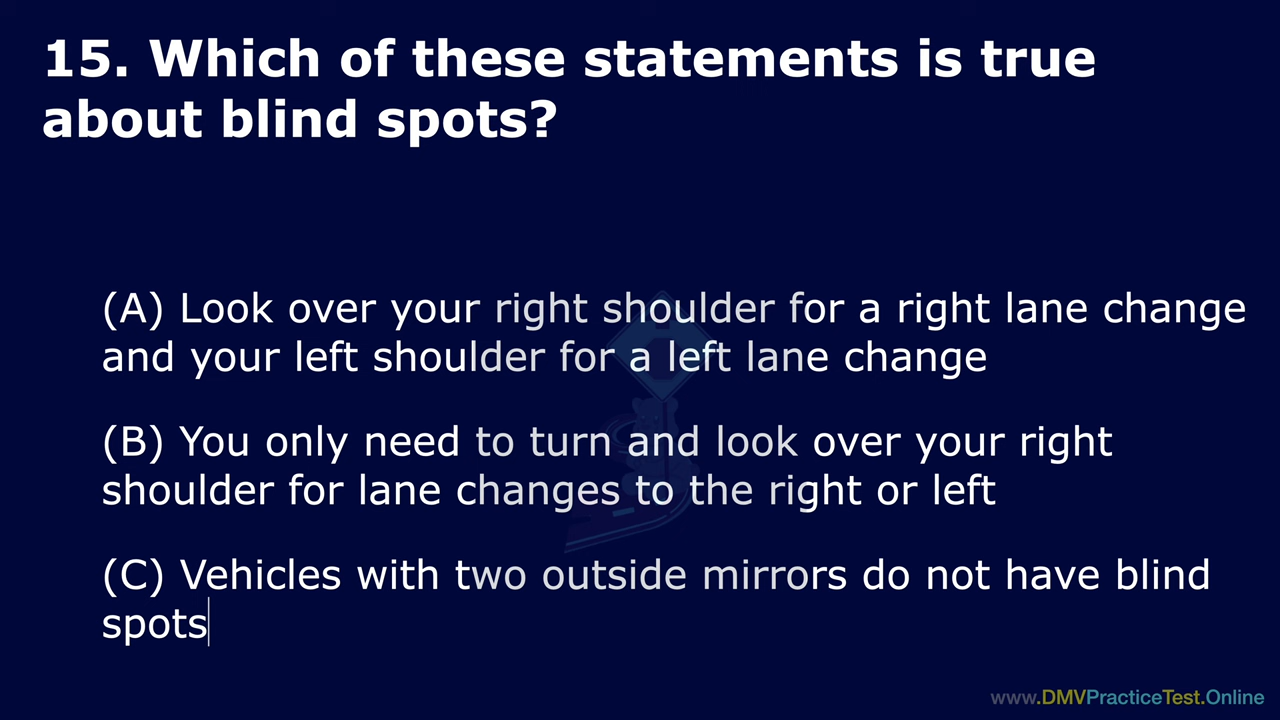 15. Which of these statements is true
about blind spots?
(A) Look over your right shoulder for a right lane change
and your left shoulder for a left lane change
(B) You only need to turn and look over your right
shoulder for lane changes to the right or left
(C) Vehicles with two outside mirrors do not have blind
spots
www.DMVPracticeTest.Online